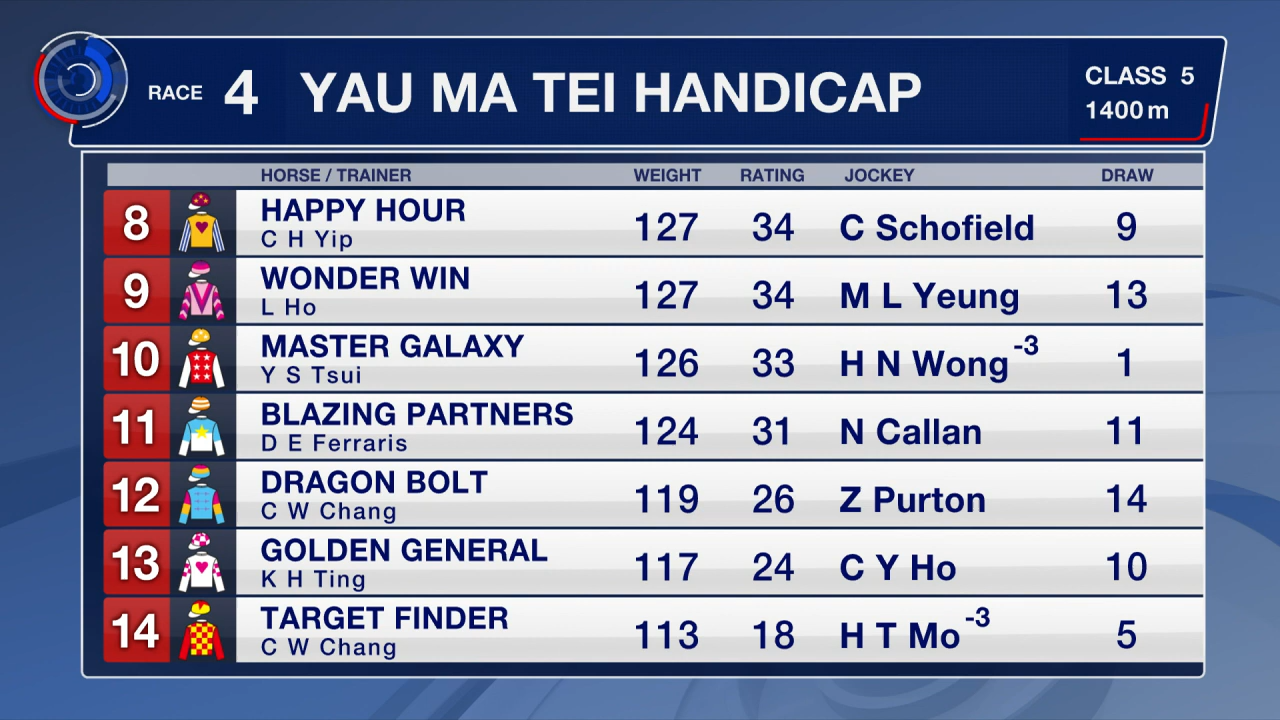 RACE 4 YAU MA TEI HANDICAP
CLASS 5
1400 m
HORSE / TRAINER WEIGHT RATING JOCKEY DRAW
8 HAPPY HOUR 127 34 C Schofield 9
C H Yip
9 WONDER WIN 127 34 M L Yeung 13
L Ho
10 MASTER GALAXY 126 33 H N Wong -3 1
Y S Tsui
11 BLAZING PARTNERS 124 31 N Callan 11
D E Ferraris
12 DRAGON BOLT 119 26 Z Purton 14
C W Chang
13 GOLDEN GENERAL 117 24 C Y Ho 10
K H Ting
14 TARGET FINDER 113 18 H T Mo -3 5
C W Chang